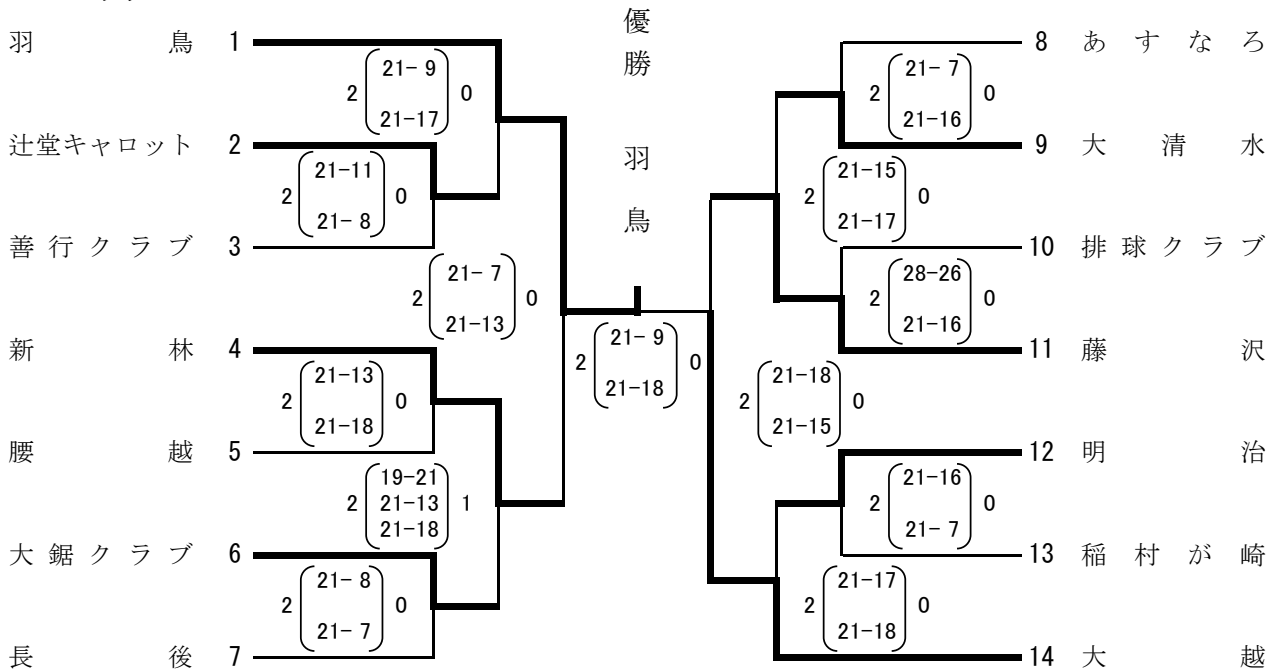 優勝 羽鳥
羽鳥 1
2 21- 9 0
21-17
辻堂キャロット 2
2 21-11 0
21- 8
善行クラブ 3
2 21- 7 0
21-13
新林 4
2 21-13 0
21-18
腰越 5
19-21
2 21-13 1
21-18
大鋸クラブ 6
2 21- 8 0
21- 7
長後 7
2 21- 9 0
21-18
8 あすなろ
2 21- 7 0
21-16
9 大清水
2 21-15 0
21-17
10 排球クラブ
2 28-26 0
21-16
11 藤沢
2 21-18 0
21-15
12 明治
2 21-16 0
21- 7
13 稲村が崎
2 21-17 0
21-18
14 大越